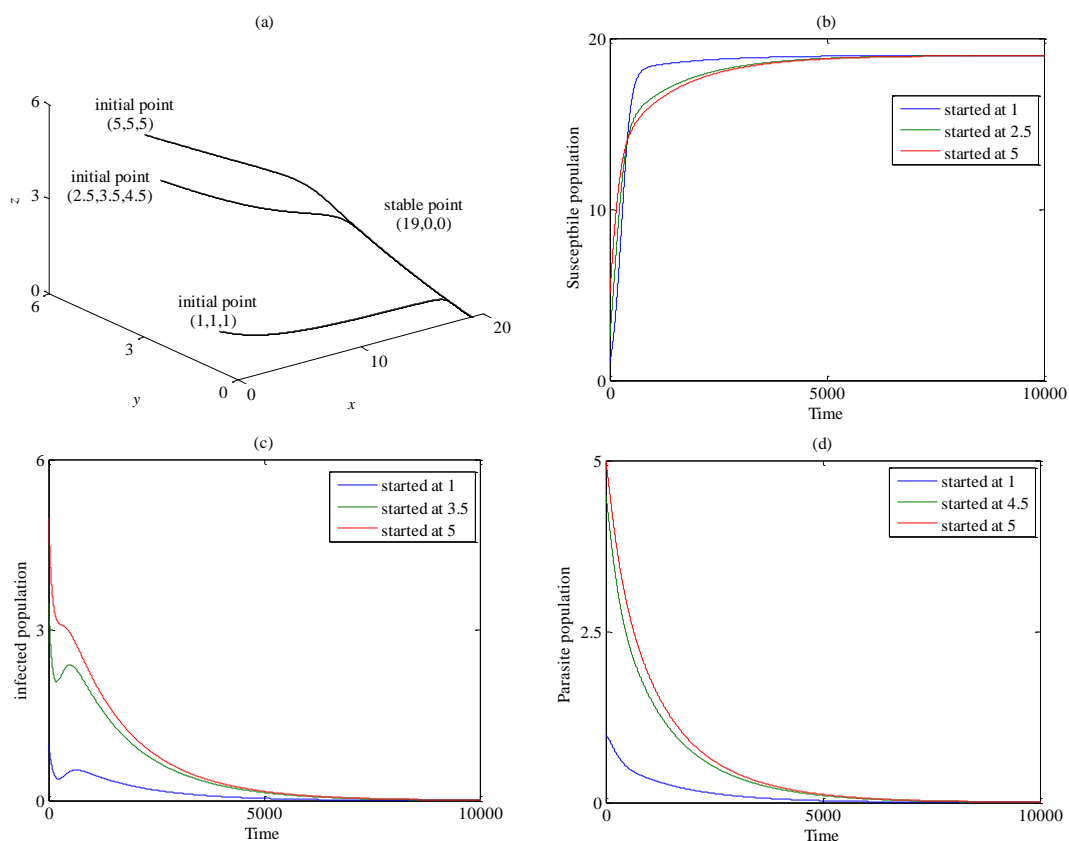 (a)
6
3
0
z
6
3
0
y
0
10
20
x
initial point
(5,5,5)
initial point
(2.5,3.5,4.5)
initial point
(1,1,1)
stable point
(19,0,0)
(b)
20
10
0
Susceptbile population
0
5000
10000
Time
started at 1
started at 2.5
started at 5
(c)
6
3
0
infected population
0
5000
10000
Time
started at 1
started at 3.5
started at 5
(d)
5
2.5
0
Parasite population
0
5000
10000
Time
started at 1
started at 4.5
started at 5